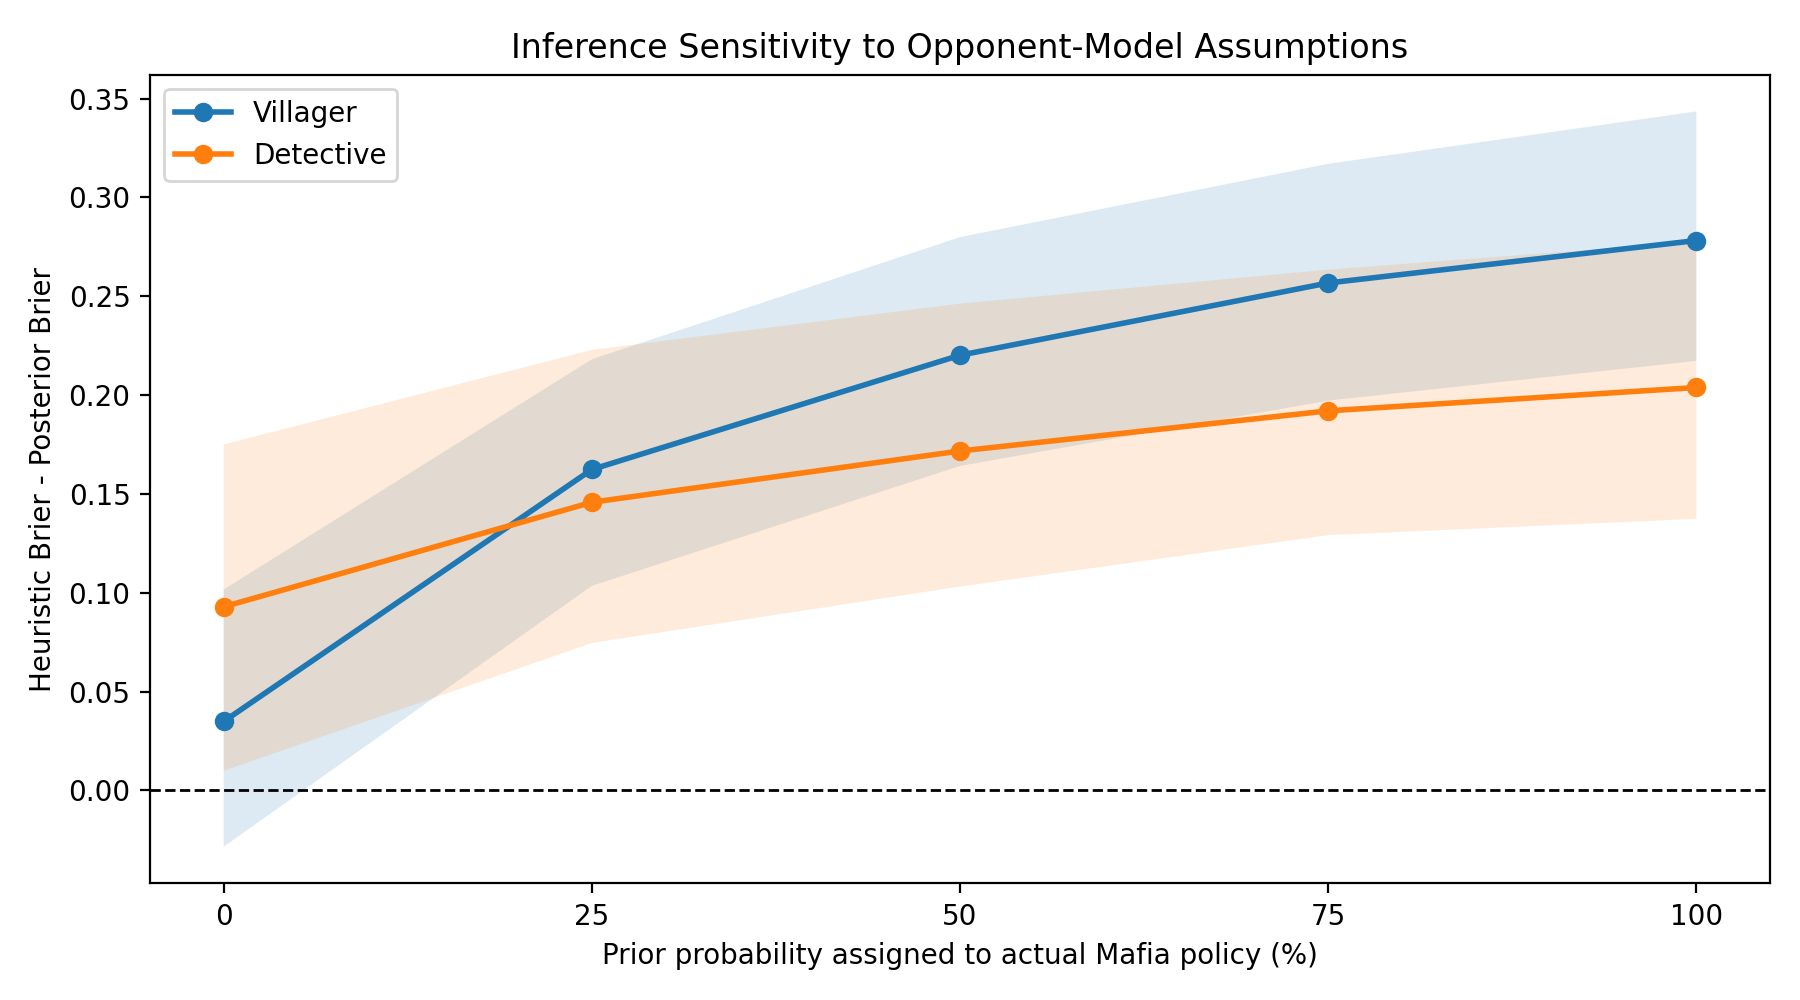 Inference Sensitivity to Opponent-Model Assumptions
Villager
Detective
Heuristic Brier - Posterior Brier
0.35
0.30
0.25
0.20
0.15
0.10
0.05
0.00
0 25 50 75 100
Prior probability assigned to actual Mafia policy (%)